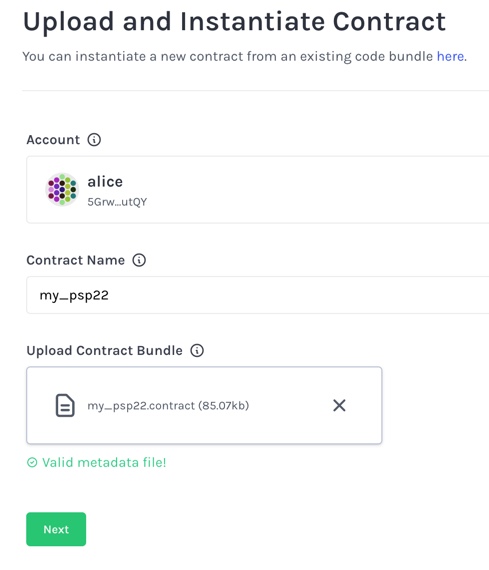 Upload and Instantiate Contract
You can instantiate a new contract from an existing code bundle here.
Account
alice
5Grw...utQY
Contract Name
my_psp22
Upload Contract Bundle
my_psp22.contract (85.07kb)
Valid metadata file!
Next